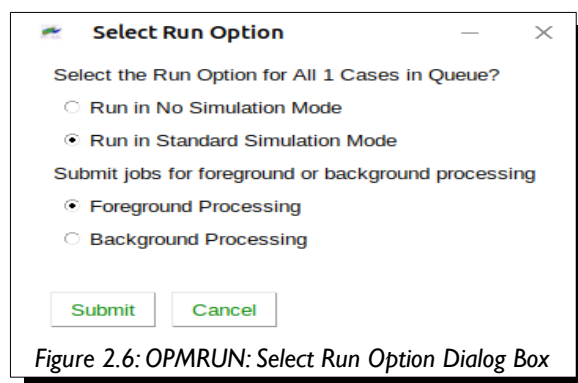 Select Run Option
Select the Run Option for All 1 Cases in Queue?
Run in No Simulation Mode
Run in Standard Simulation Mode
Submit jobs for foreground or background processing
Foreground Processing
Background Processing
Submit Cancel
Figure 2.6: OPMRUN: Select Run Option Dialog Box